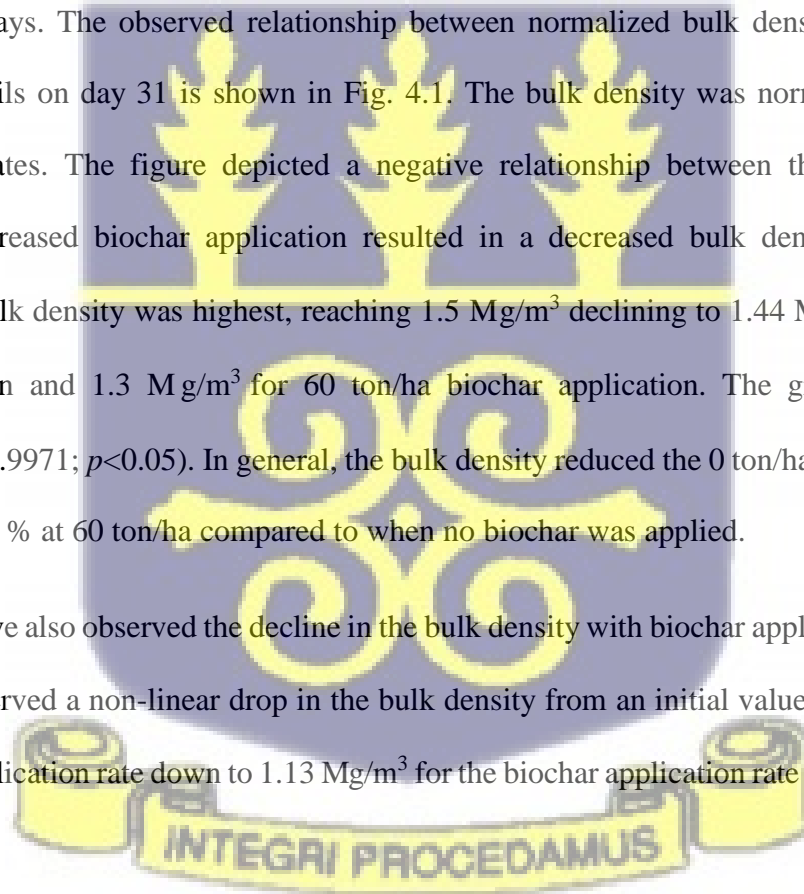 ays. The observed relationship between normalized bulk dens
ils on day 31 is shown in Fig. 4.1. The bulk density was norr
ates. The figure depicted a negative relationship between th
creased biochar application resulted in a decreased bulk den
lk density was highest, reaching 1.5 Mg/m³ declining to 1.44 M
n and 1.3 M g/m³ for 60 ton/ha biochar application. The g
.9971; p<0.05). In general, the bulk density reduced the 0 ton/ha
% at 60 ton/ha compared to when no biochar was applied.
ve also observed the decline in the bulk density with biochar appl
erved a non-linear drop in the bulk density from an initial value
lication rate down to 1.13 Mg/m³ for the biochar application rate
INTEGRI PROCEDAMUS